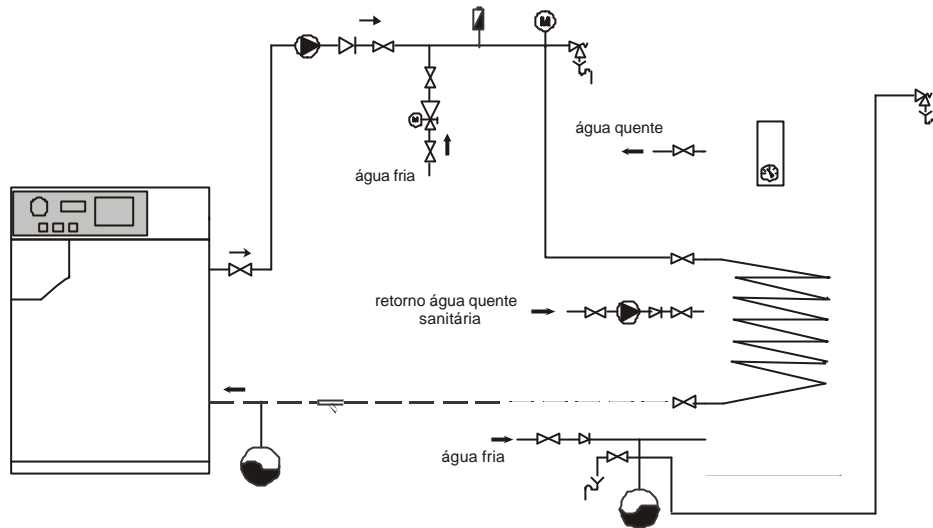 M
M
água quente
água fria
retorno água quente
sanitária
água fria